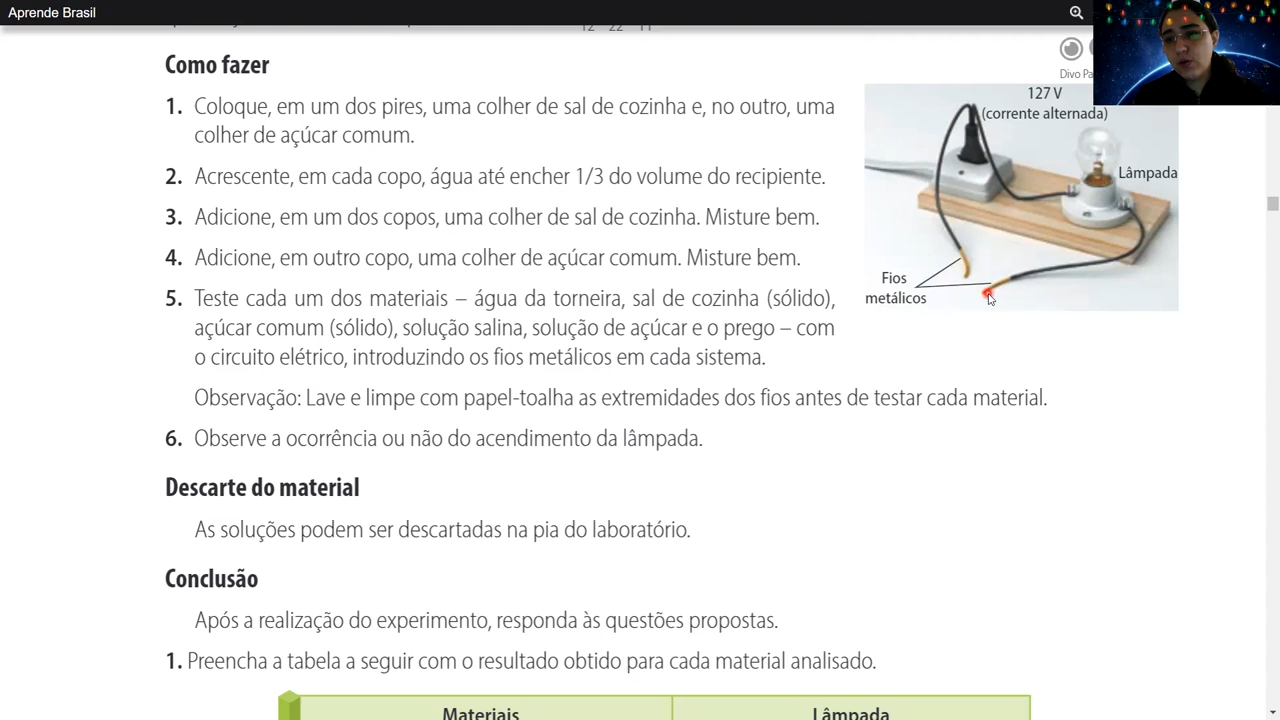 Aprende Brasil
12 22 11
Como fazer
Divo Pa
1. Coloque, em um dos pires, uma colher de sal de cozinha e, no outro, uma
colher de açúcar comum.
2. Acrescente, em cada copo, água até encher 1/3 do volume do recipiente.
3. Adicione, em um dos copos, uma colher de sal de cozinha. Misture bem.
4. Adicione, em outro copo, uma colher de açúcar comum. Misture bem.
5. Teste cada um dos materiais – água da torneira, sal de cozinha (sólido),
açúcar comum (sólido), solução salina, solução de açúcar e o prego – com
o circuito elétrico, introduzindo os fios metálicos em cada sistema.
127 V
(corrente alternada)
Lâmpada
Fios
metálicos
Observação: Lave e limpe com papel-toalha as extremidades dos fios antes de testar cada material.
6. Observe a ocorrência ou não do acendimento da lâmpada.
Descarte do material
As soluções podem ser descartadas na pia do laboratório.
Conclusão
Após a realização do experimento, responda às questões propostas.
1. Preencha a tabela a seguir com o resultado obtido para cada material analisado.
Materiais
Lâmpada